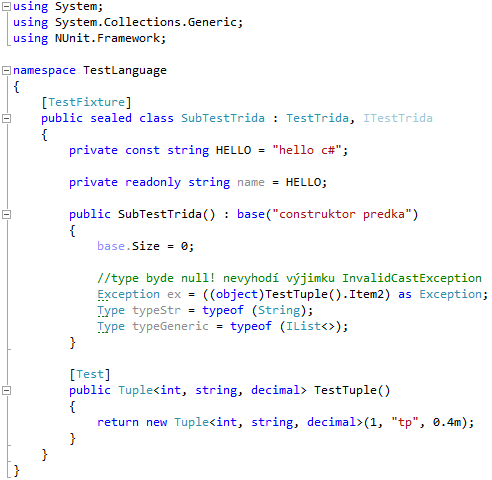 using System;
using System.Collections.Generic;
using NUnit.Framework;

namespace TestLanguage
{
    [TestFixture]
    public sealed class SubTestTrida : TestTrida, ITestTrida
    {
        private const string HELLO = "hello c#";

        private readonly string name = HELLO;

        public SubTestTrida() : base("construktor predka")
        {
            base.Size = 0;

            //type byde null! nevyhodí výjimku InvalidCastException
            Exception ex = ((object)TestTuple().Item2) as Exception;
            Type typeStr = typeof (String);
            Type typeGeneric = typeof (IList<>);
        }

        [Test]
        public Tuple<int, string, decimal> TestTuple()
        {
            return new Tuple<int, string, decimal>(1, "tp", 0.4m);
        }
    }
}